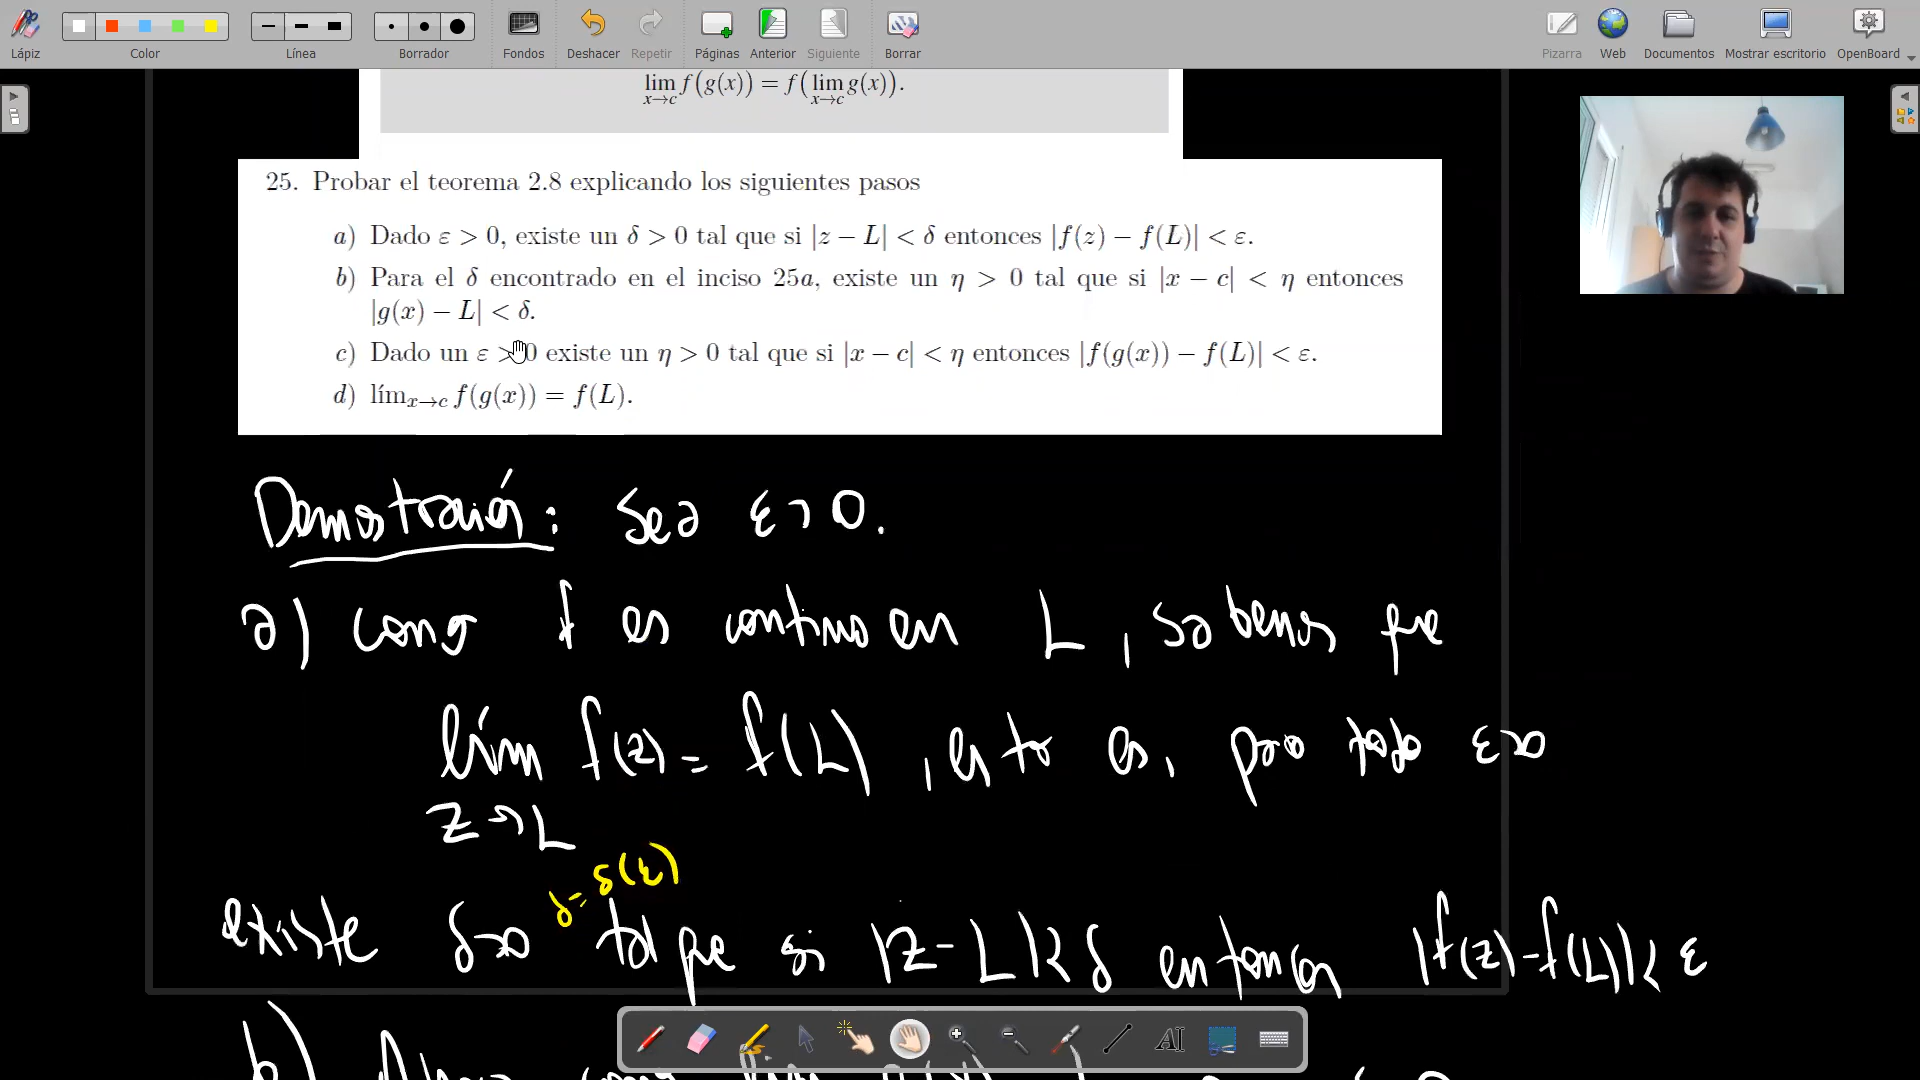 Lápiz Color Línea Borrador Fondos Deshacer Repetir Páginas Anterior Siguiente Borrar Pizarra Web Documentos Mostrar escritorio OpenBoard
lim f(g(x)) = f(lim g(x)).
x→c x→c
25. Probar el teorema 2.8 explicando los siguientes pasos
a) Dado ε > 0, existe un δ > 0 tal que si |z − L| < δ entonces |f(z) − f(L)| < ε.
b) Para el δ encontrado en el inciso 25a, existe un η > 0 tal que si |x − c| < η entonces
|g(x) − L| < δ.
c) Dado un ε > 0 existe un η > 0 tal que si |x − c| < η entonces |f(g(x)) − f(L)| < ε.
d) lím x→c f(g(x)) = f(L).
Demostración: Sea ε > 0.
a) como f es continua en L, sabemos que
lím f(z) = f(L), esto es, para todo ε>0
z→L
δ = δ(ε)
existe δ>0 tal que si |z − L| < δ entonces |f(z) − f(L)| < ε
b) Ahora como